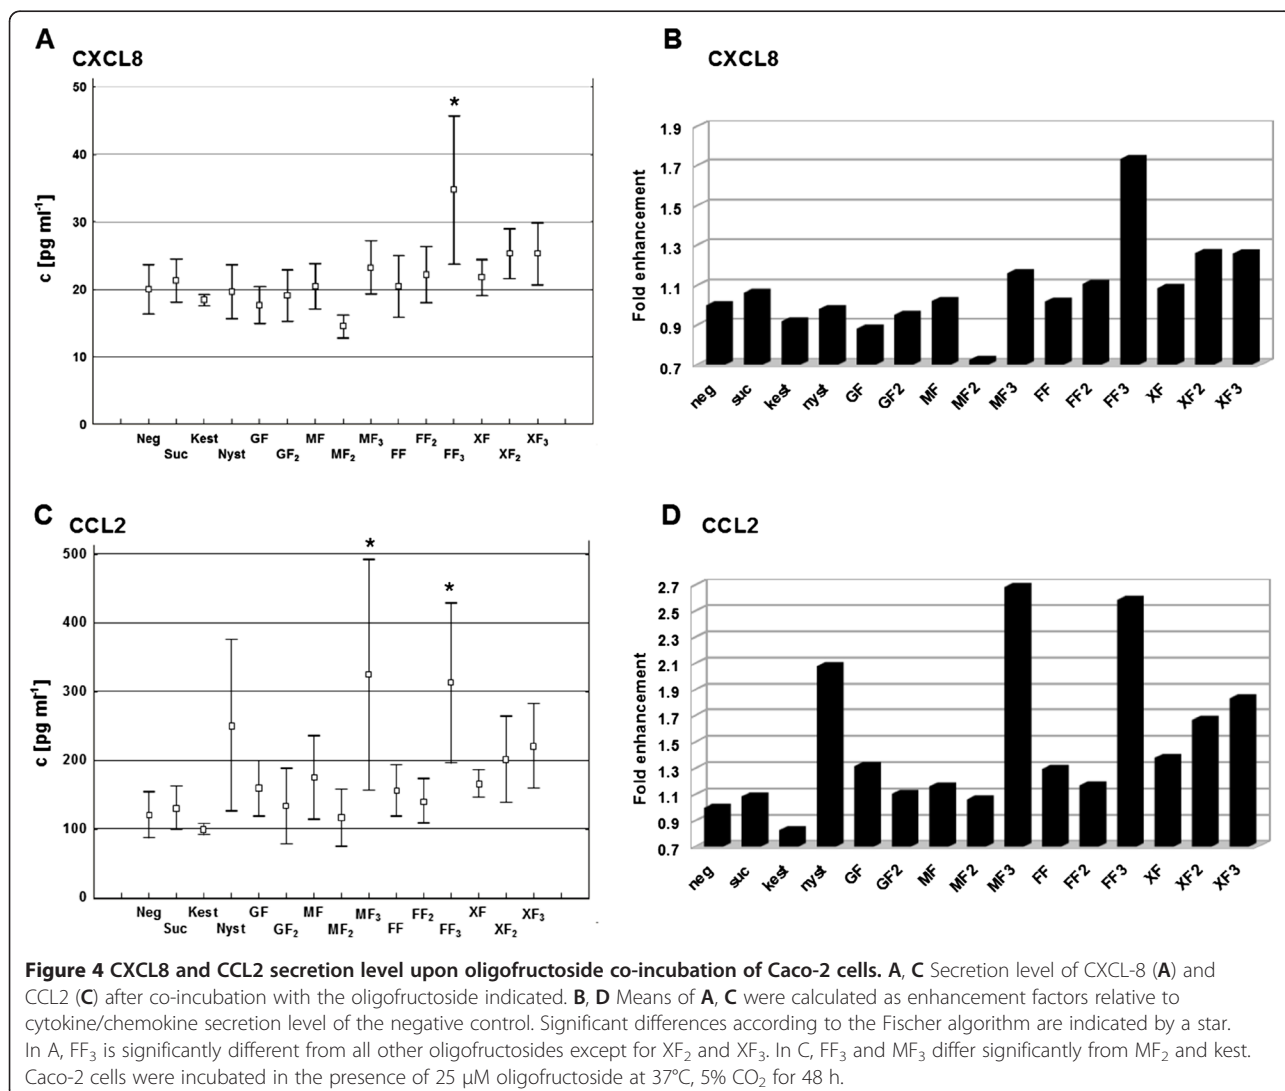 A
CXCL8
c [pg ml-1]
50
40
30
20
10
0
Neg Kest GF MF MF3 FF2 XF XF3
Suc Nyst GF2 MF2 FF FF3 XF2
*
B
CXCL8
Fold enhancement
1.9
1.7
1.5
1.3
1.1
0.9
0.7
neg suc kest nyst GF GF2 MF MF2 MF3 FF FF2 FF3 XF XF2 XF3
C
CCL2
c [pg ml1]
500
400
300
200
100
0
* *
Neg Kest GF MF MF3 FF2 XF XF3
Suc Nyst GF2 MF2 FF FF3 XF2
D
CCL2
Fold enhancement
2.7
2.5
2.3
2.1
1.9
1.7
1.5
1.3
1.1
0.9
0.7
neg suc kest nyst GF GF2 MF MF2 MF3 FF FF2 FF3 XF XF2 XF3
Figure 4 CXCL8 and CCL2 secretion level upon oligofructoside co-incubation of Caco-2 cells. A, C Secretion level of CXCL-8 (A) and
CCL2 (C) after co-incubation with the oligofructoside indicated. B, D Means of A, C were calculated as enhancement factors relative to
cytokine/chemokine secretion level of the negative control. Significant differences according to the Fischer algorithm are indicated by a star.
In A, FF3 is significantly different from all other oligofructosides except for XF2 and XF3. In C, FF3 and MF3 differ significantly from MF2 and kest.
Caco-2 cells were incubated in the presence of 25 μM oligofructoside at 37°C, 5% CO2 for 48 h.